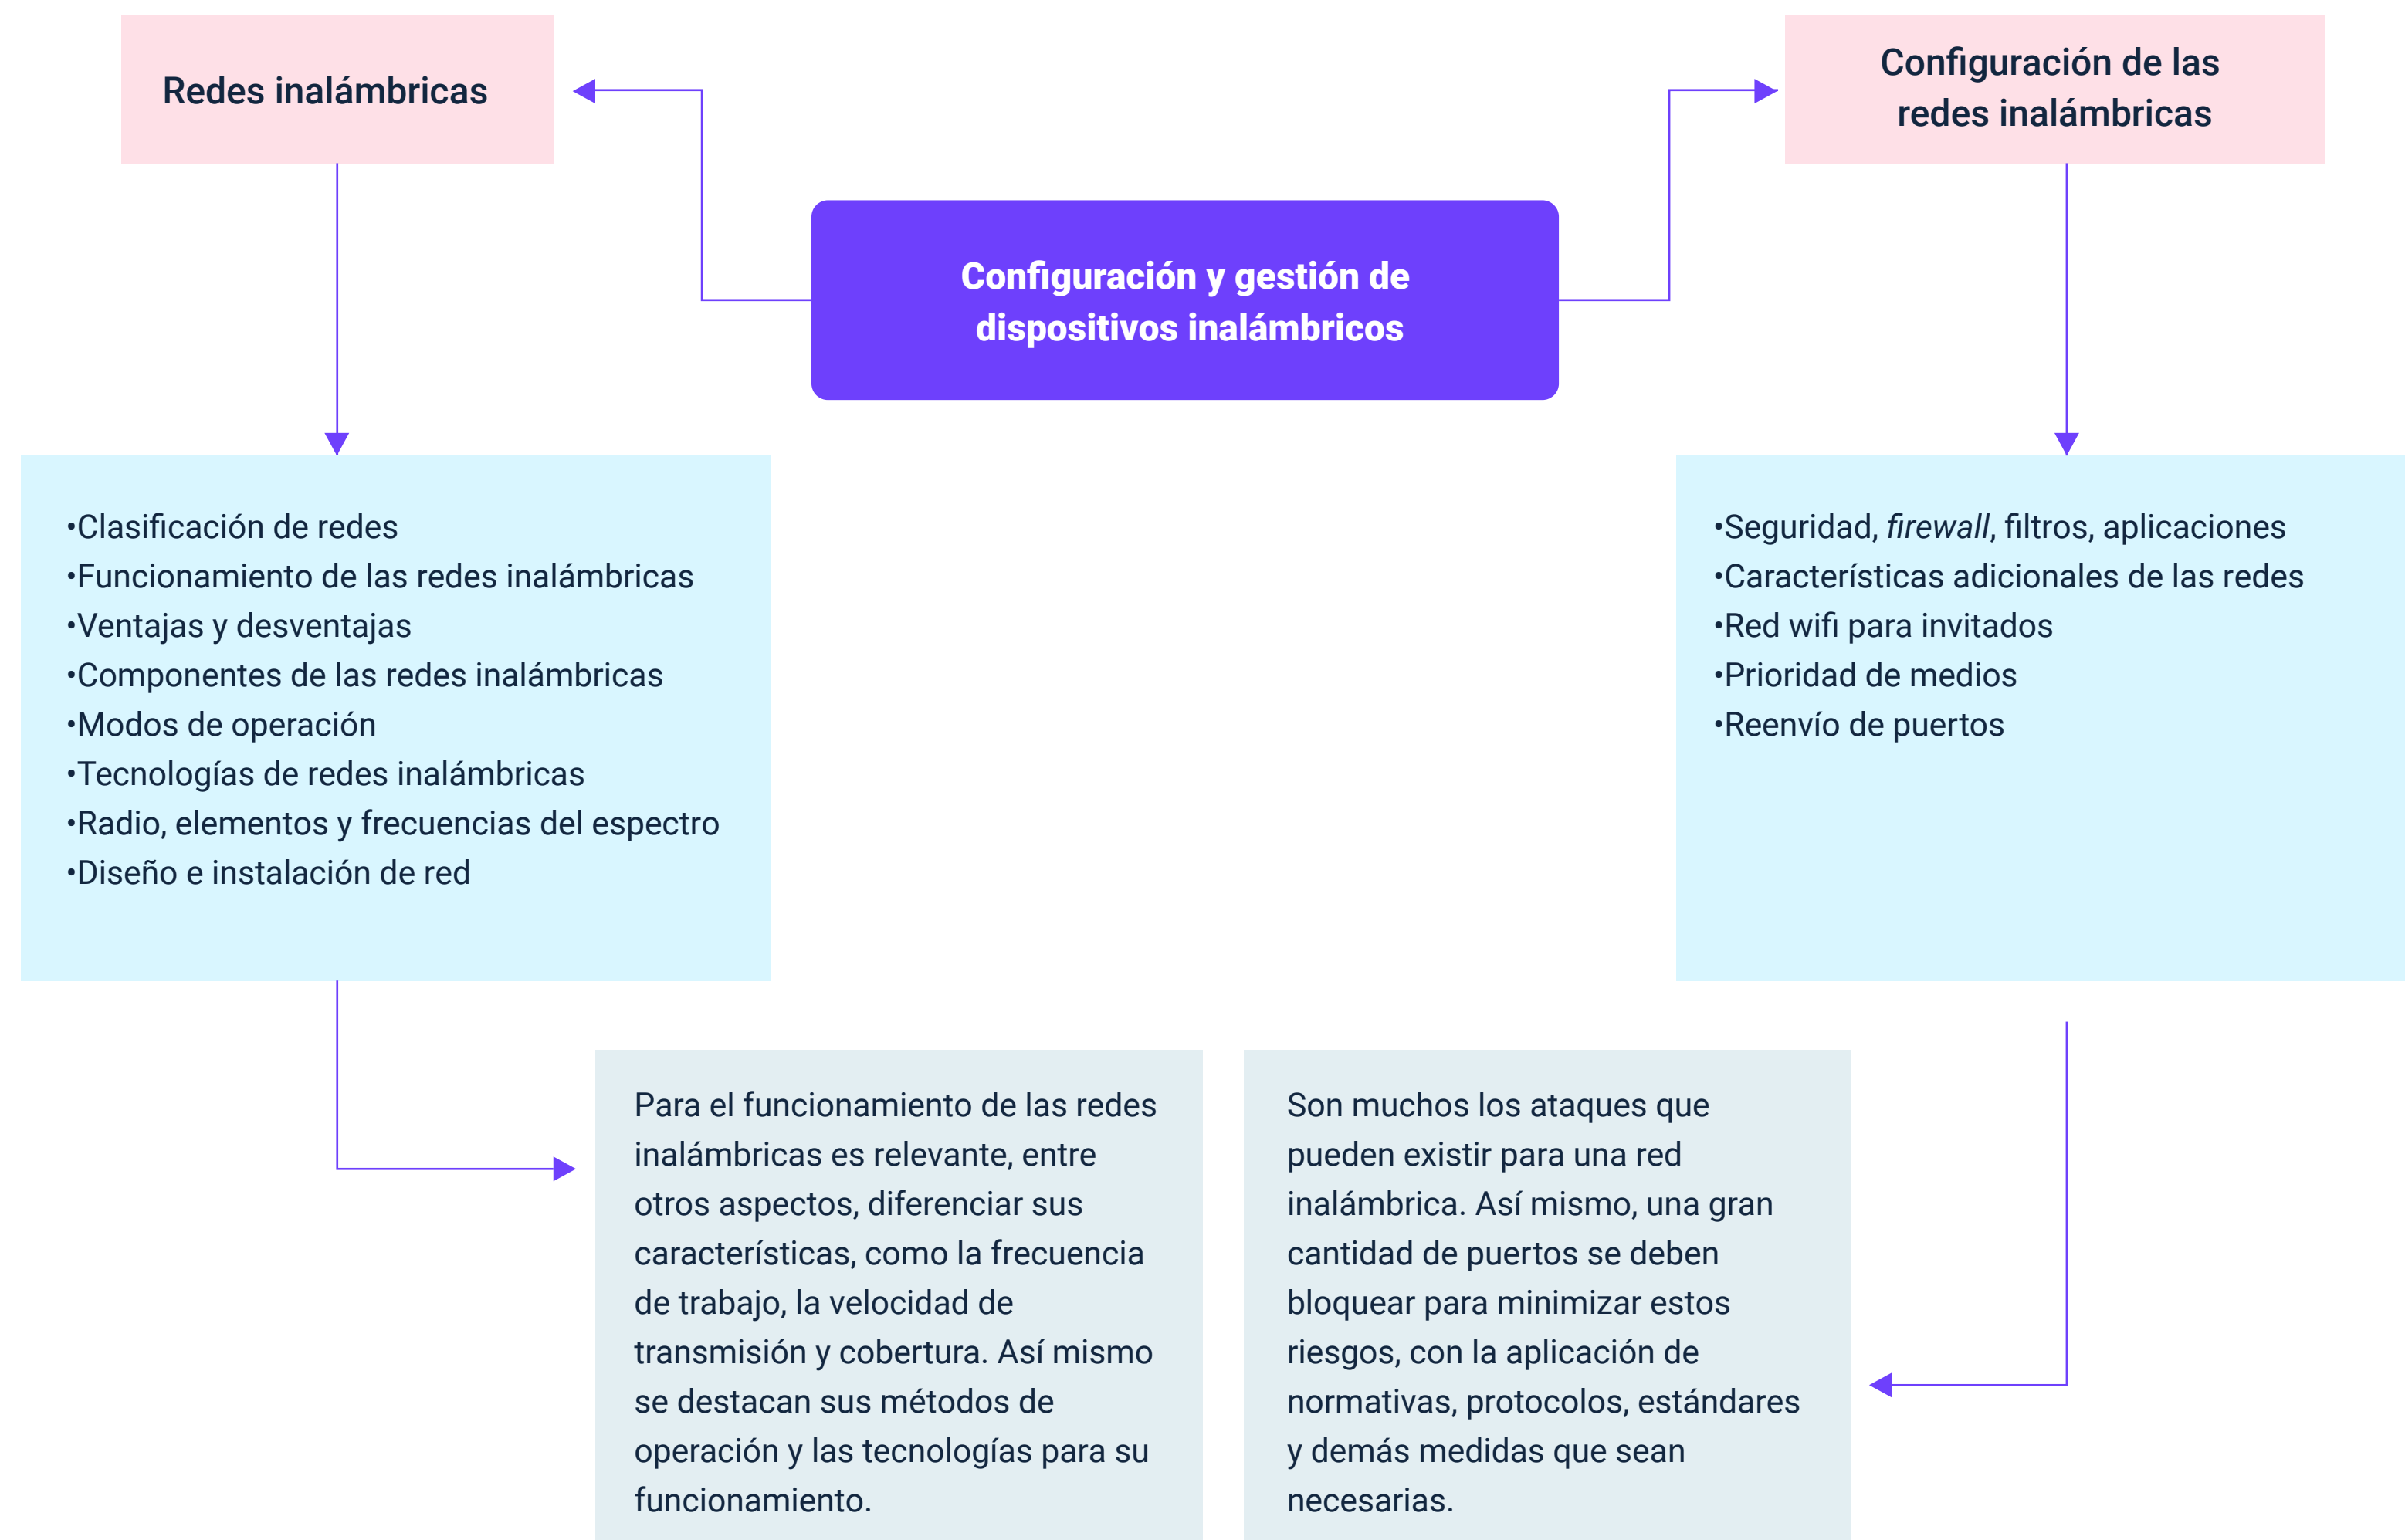 Redes inalámbricas
Configuración de las
redes inalámbricas
Configuración y gestión de
dispositivos inalámbricos
•Clasificación de redes
•Funcionamiento de las redes inalámbricas
•Ventajas y desventajas
•Componentes de las redes inalámbricas
•Modos de operación
•Tecnologías de redes inalámbricas
•Radio, elementos y frecuencias del espectro
•Diseño e instalación de red
•Seguridad, firewall, filtros, aplicaciones
•Características adicionales de las redes
•Red wifi para invitados
•Prioridad de medios
•Reenvío de puertos
Para el funcionamiento de las redes
inalámbricas es relevante, entre
otros aspectos, diferenciar sus
características, como la frecuencia
de trabajo, la velocidad de
transmisión y cobertura. Así mismo
se destacan sus métodos de
operación y las tecnologías para su
funcionamiento.
Son muchos los ataques que
pueden existir para una red
inalámbrica. Así mismo, una gran
cantidad de puertos se deben
bloquear para minimizar estos
riesgos, con la aplicación de
normativas, protocolos, estándares
y demás medidas que sean
necesarias.